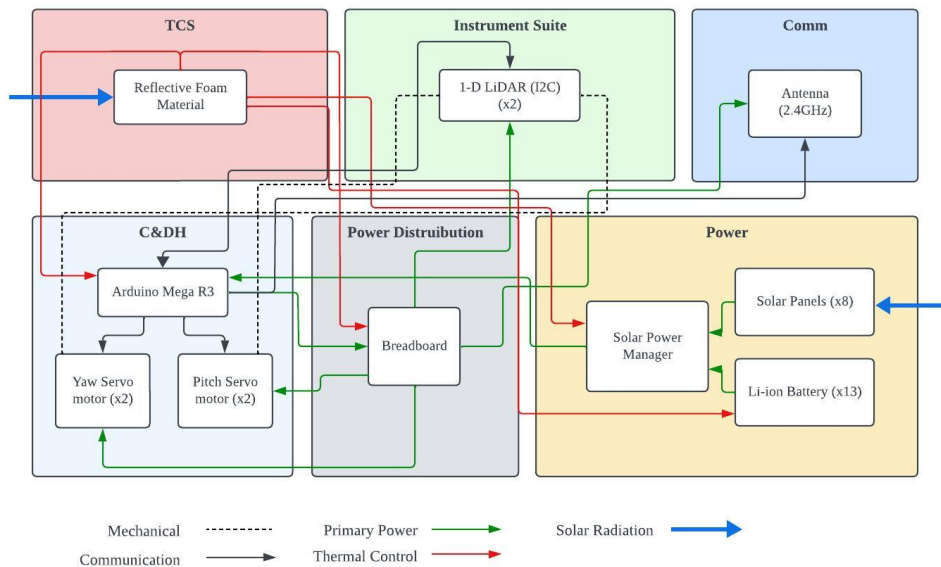 TCS
Instrument Suite
Comm
Reflective Foam
Material
1-D LiDAR (I2C)
(x2)
Antenna
(2.4GHz)
C&DH
Power Distruibution
Power
Arduino Mega R3
Solar Panels (x8)
Breadboard
Solar Power
Manager
Yaw Servo
motor (x2)
Pitch Servo
motor (x2)
Li-ion Battery (x13)
Mechanical
Primary Power
Solar Radiation
Communication
Thermal Control